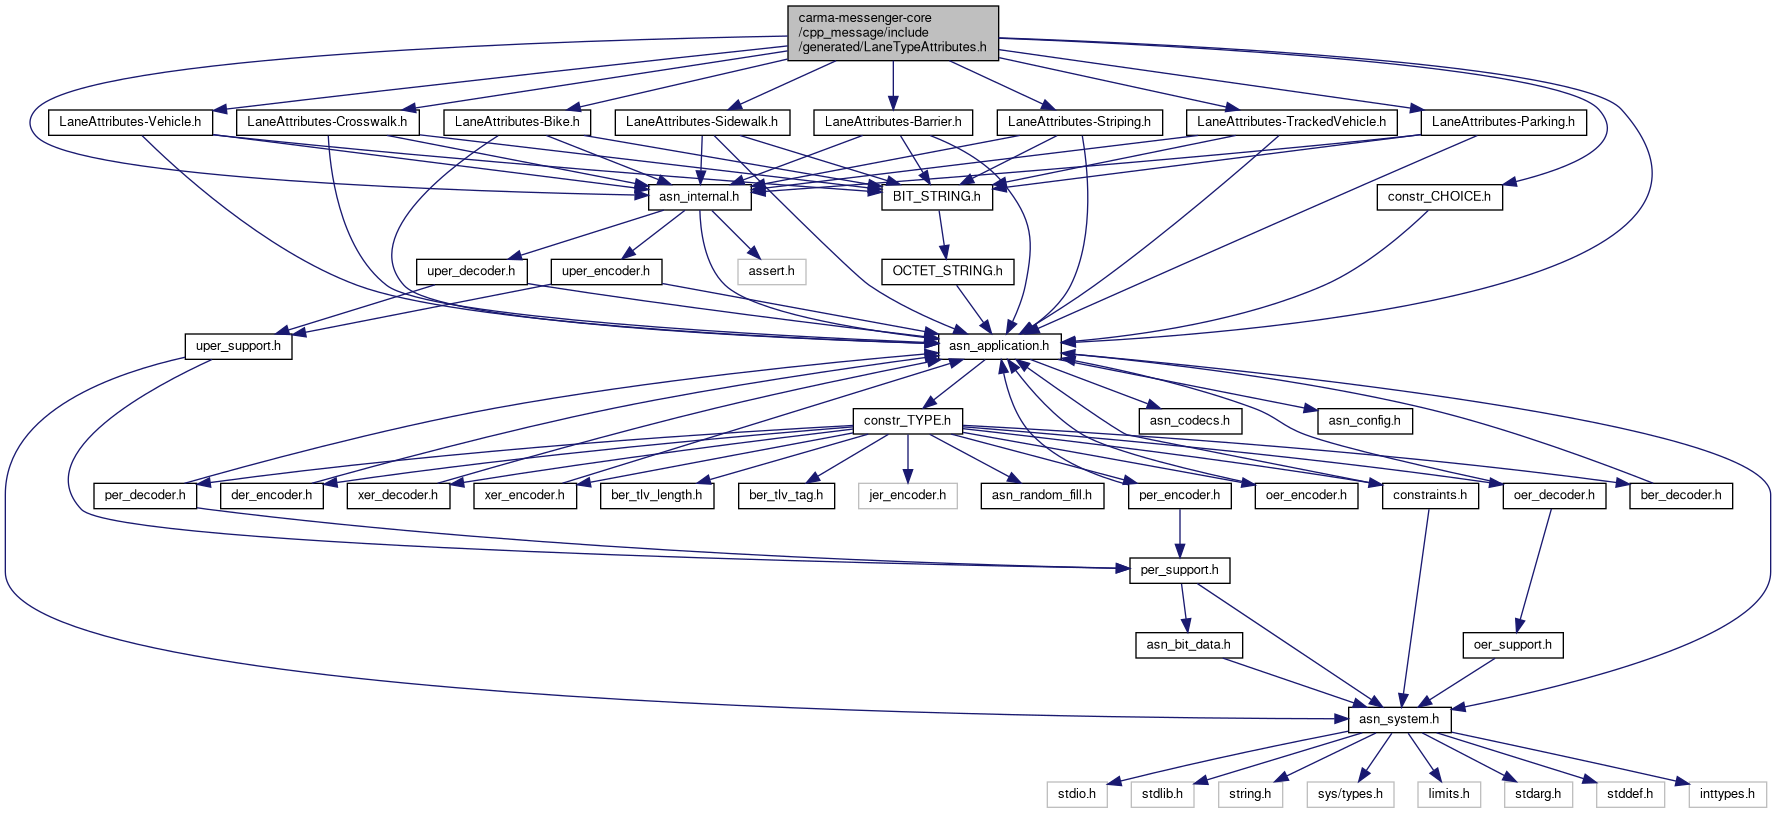 carma-messenger-core
/cpp_message/include
/generated/LaneTypeAttributes.h
LaneAttributes-Vehicle.h
LaneAttributes-Crosswalk.h
LaneAttributes-Bike.h
LaneAttributes-Sidewalk.h
LaneAttributes-Barrier.h
LaneAttributes-Striping.h
LaneAttributes-TrackedVehicle.h
LaneAttributes-Parking.h
asn_internal.h
BIT_STRING.h
constr_CHOICE.h
uper_decoder.h
uper_encoder.h
assert.h
OCTET_STRING.h
uper_support.h
asn_application.h
constr_TYPE.h
asn_codecs.h
asn_config.h
per_decoder.h
der_encoder.h
xer_decoder.h
xer_encoder.h
ber_tlv_length.h
ber_tlv_tag.h
jer_encoder.h
asn_random_fill.h
per_encoder.h
oer_encoder.h
constraints.h
oer_decoder.h
ber_decoder.h
per_support.h
asn_bit_data.h
oer_support.h
asn_system.h
stdio.h
stdlib.h
string.h
sys/types.h
limits.h
stdarg.h
stddef.h
inttypes.h